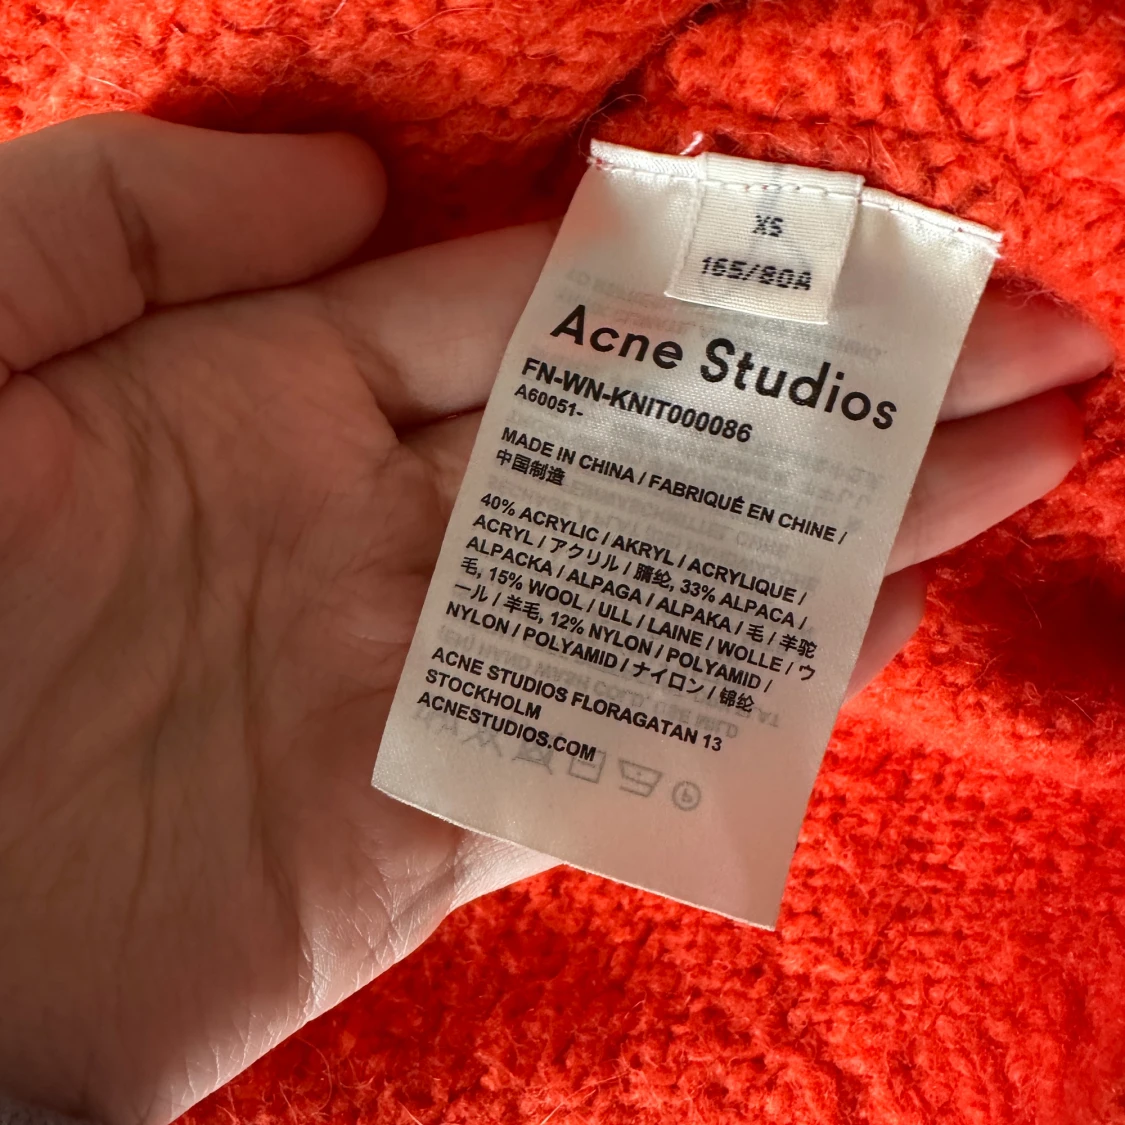 XS
165/80A
Acne Studios
FN-WN-KNIT000086
A60051-
MADE IN CHINA / FABRIQUÉ EN CHINE /
中国制造
40% ACRYLIC / AKRYL / ACRYLIQUE /
ACRYL / アクリル / 腈纶, 33% ALPACA /
ALPACKA / ALPAGA / ALPAKA / 毛 / 羊驼
毛, 15% WOOL / ULL / LAINE / WOLLE / ウ
ール / 羊毛, 12% NYLON / POLYAMID /
NYLON / POLYAMID / ナイロン / 锦纶
ACNE STUDIOS FLORAGATAN 13
STOCKHOLM
ACNESTUDIOS.COM